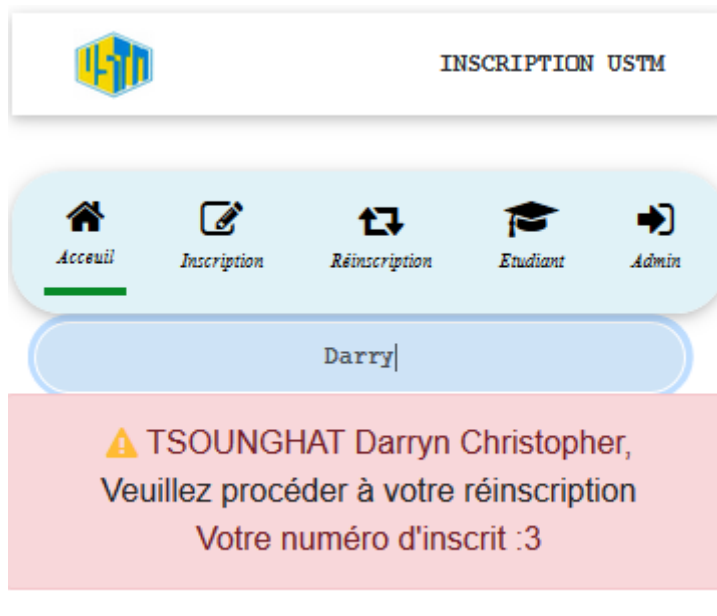 USTM
INSCRIPTION USTM
Acceuil
Inscription
Réinscription
Etudiant
Admin
Darry
TSOUNGHAT Darryn Christopher,
Veuillez procéder à votre réinscription
Votre numéro d'inscrit :3